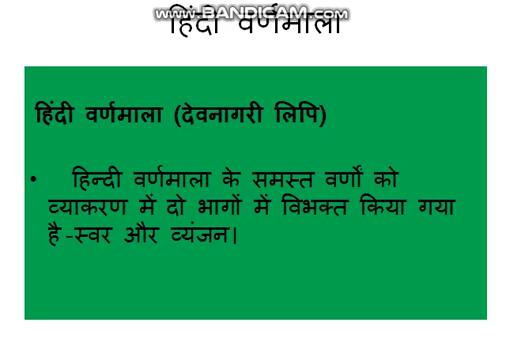 www.BANDICAM.com
हिंदी वर्णमाला
हिंदी वर्णमाला (देवनागरी लिपि)
• हिन्दी वर्णमाला के समस्त वर्णों को
व्याकरण में दो भागों में विभक्त किया गया
है -स्वर और व्यंजन।